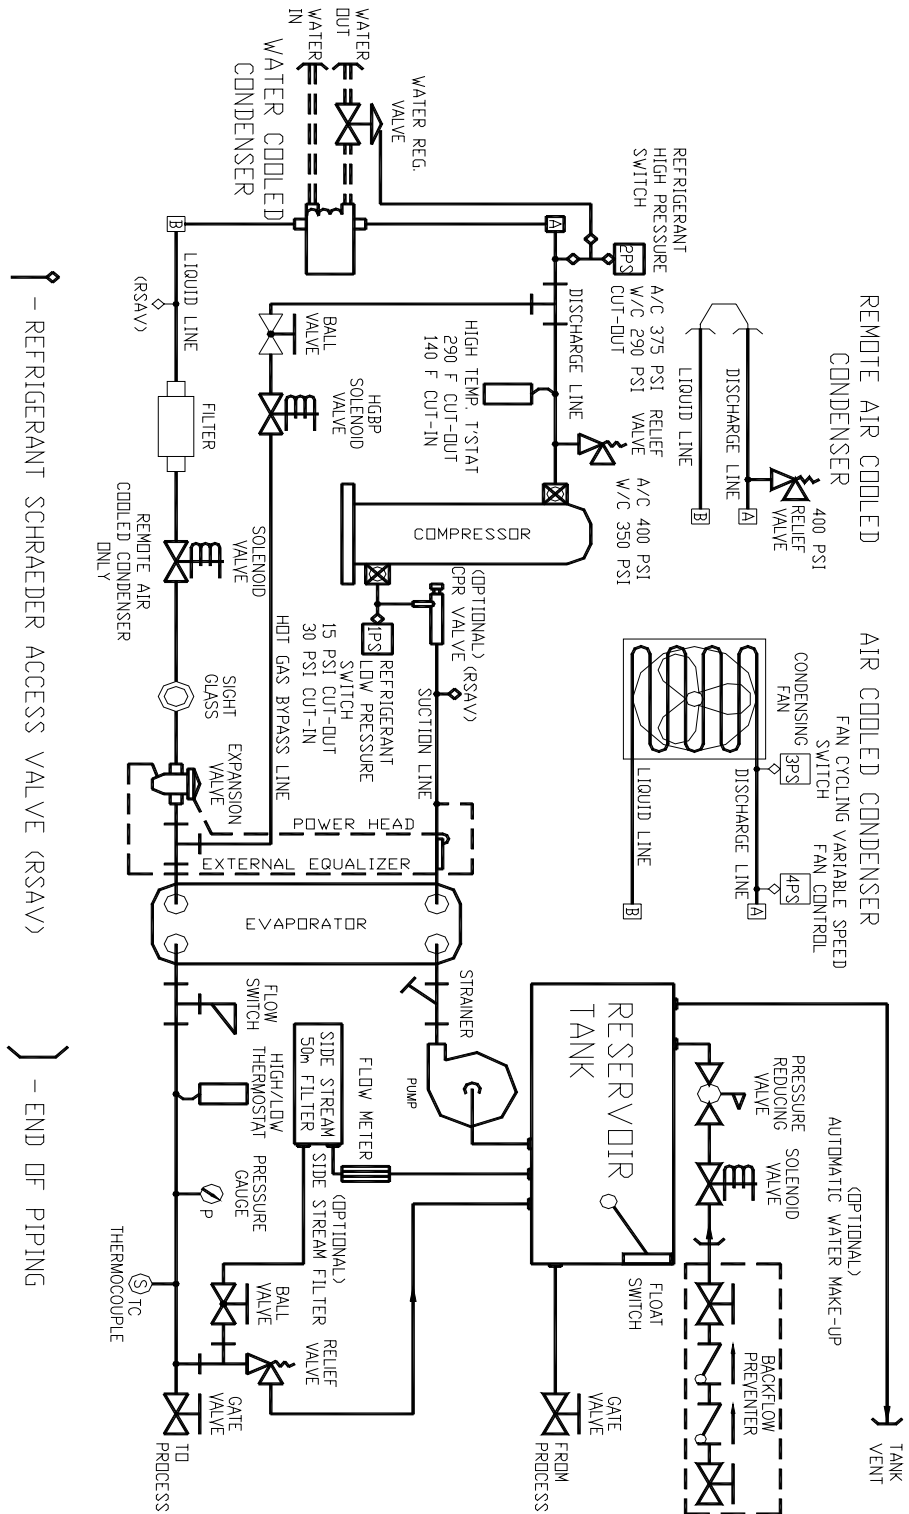 REMOTE AIR COOLED
CONDENSER
400 PSI
RELIEF
VALVE
DISCHARGE LINE
LIQUID LINE
A
B
AIR COOLED CONDENSER
FAN CYCLING
SWITCH
VARIABLE SPEED
FAN CONTROL
CONDENSING
FAN
3PS
4PS
DISCHARGE LINE
LIQUID LINE
A
B
TANK
VENT
(OPTIONAL)
AUTOMATIC WATER MAKE-UP
PRESSURE
REDUCING
VALVE
SOLENOID
VALVE
BACKFLOW
PREVENTER
REFRIGERANT
HIGH PRESSURE
SWITCH
A/C 375 PSI
W/C 290 PSI
CUT-OUT
2PS
RELIEF
VALVE
A/C 400 PSI
W/C 350 PSI
A
DISCHARGE LINE
HIGH TEMP. T'STAT
290 F CUT-OUT
140 F CUT-IN
COMPRESSOR
WATER REG.
VALVE
WATER
OUT
WATER
IN
WATER COOLED
CONDENSER
B
BALL
VALVE
HGBP
SOLENOID
VALVE
HOT GAS BYPASS LINE
(OPTIONAL)
CPR VALVE
(RSAV)
SUCTION LINE
1PS
REFRIGERANT
LOW PRESSURE
SWITCH
15 PSI CUT-OUT
30 PSI CUT-IN
LIQUID LINE
(RSAV)
FILTER
SOLENOID
VALVE
REMOTE AIR
COOLED CONDENSER
ONLY
SIGHT
GLASS
EXPANSION
VALVE
POWER HEAD
EXTERNAL EQUALIZER
EVAPORATOR
STRAINER
PUMP
RESERVOIR
TANK
FLOAT
SWITCH
GATE
VALVE
FROM
PROCESS
FLOW
SWITCH
HIGH/LOW
THERMOSTAT
SIDE STREAM
50m FILTER
FLOW METER
(OPTIONAL)
SIDE STREAM FILTER
PRESSURE
GAUGE
P
S
TC
THERMOCOUPLE
BALL
VALVE
RELIEF
VALVE
GATE
VALVE
TO
PROCESS
- REFRIGERANT SCHRAEDER ACCESS VALVE (RSAV)
- END OF PIPING